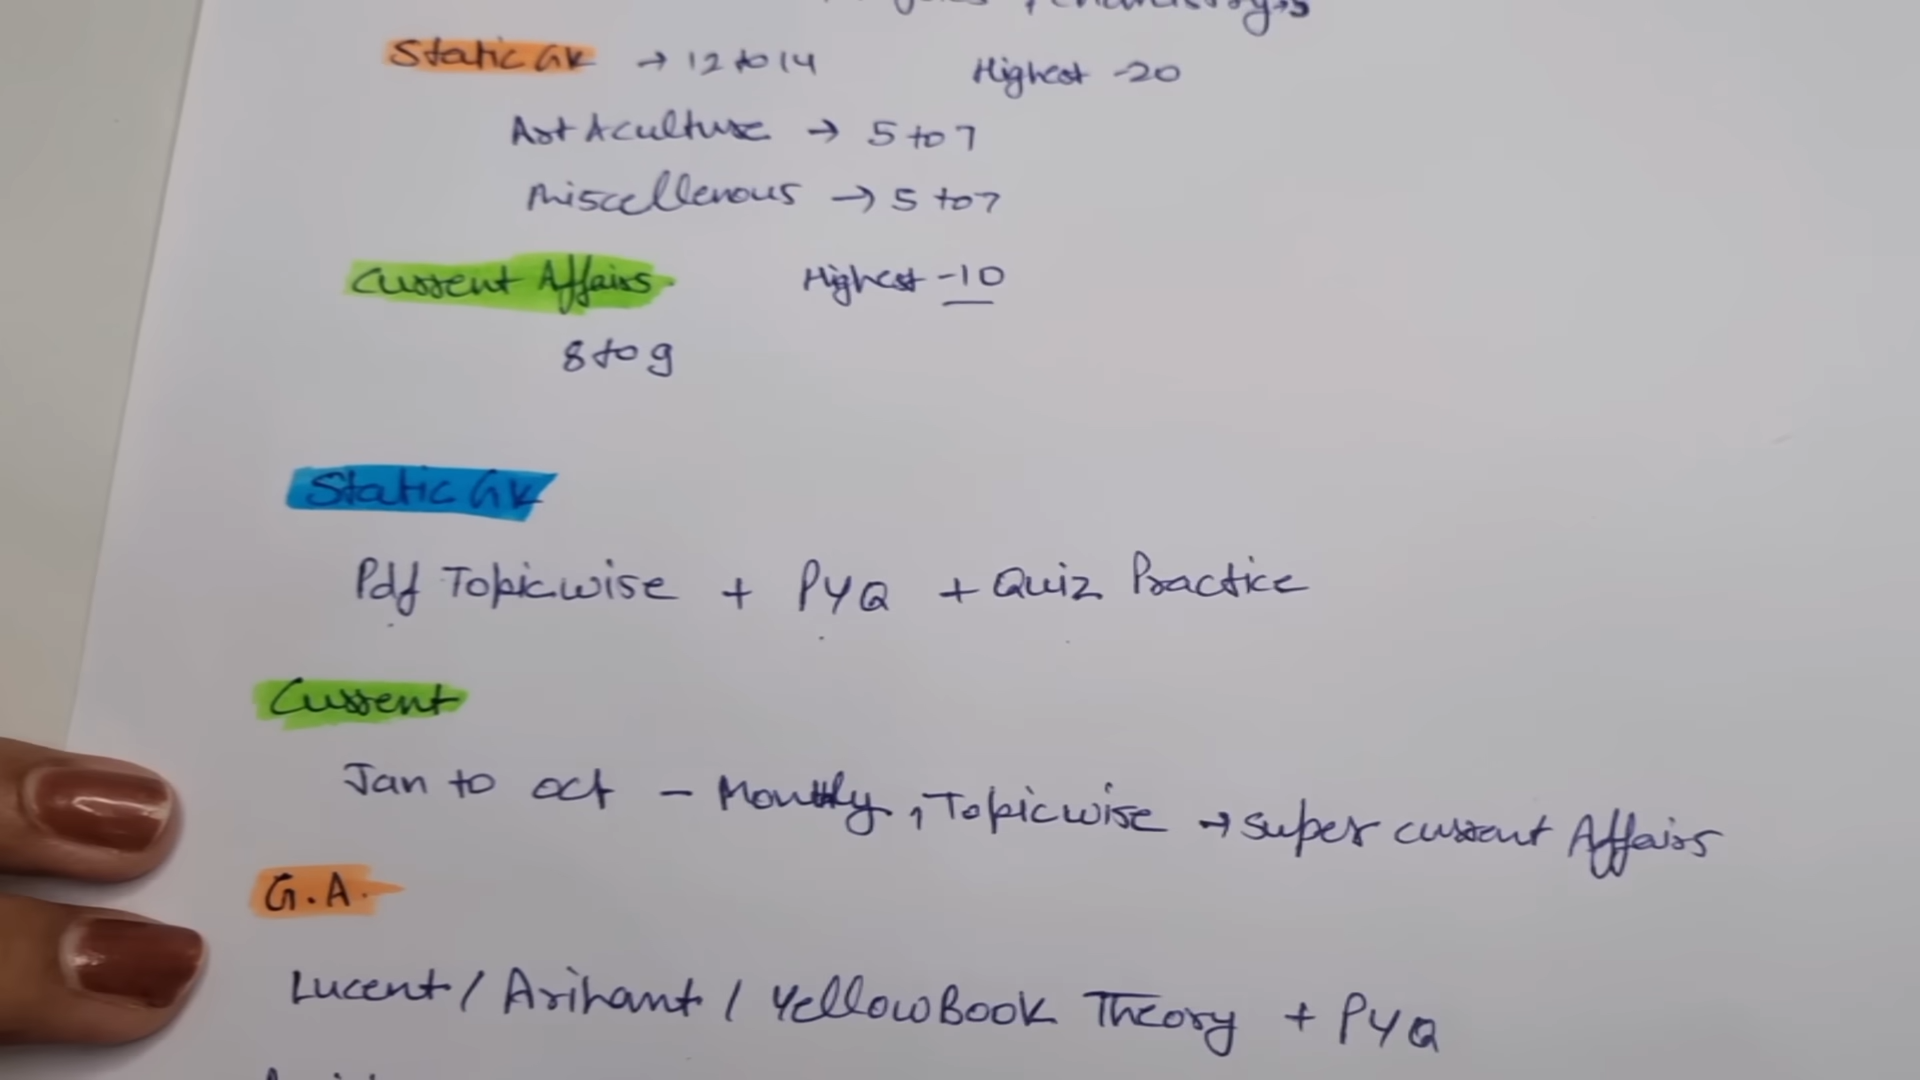 Static GK → 12 to 14 Highest -20
Art & culture → 5 to 7
Miscellenous → 5 to 7
Current Affairs Highest -10
8 to 9
Static GK
Pdf Topicwise + PYQ + Quiz Practice
Current
Jan to oct - Monthly, Topicwise → super current Affairs
G.A.
Lucent / Arihant / Yellow Book Theory + PYQ